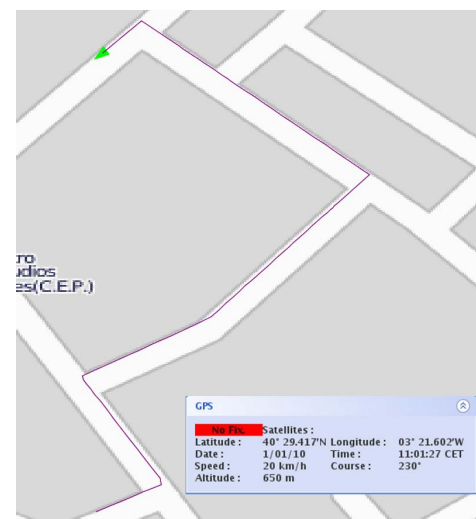 ro
udios
es(C.E.P.)
GPS
No Fix. Satellites :
Latitude : 40° 29.417'N Longitude : 03° 21.602'W
Date : 1/01/10 Time : 11:01:27 CET
Speed : 20 km/h Course : 230°
Altitude : 650 m